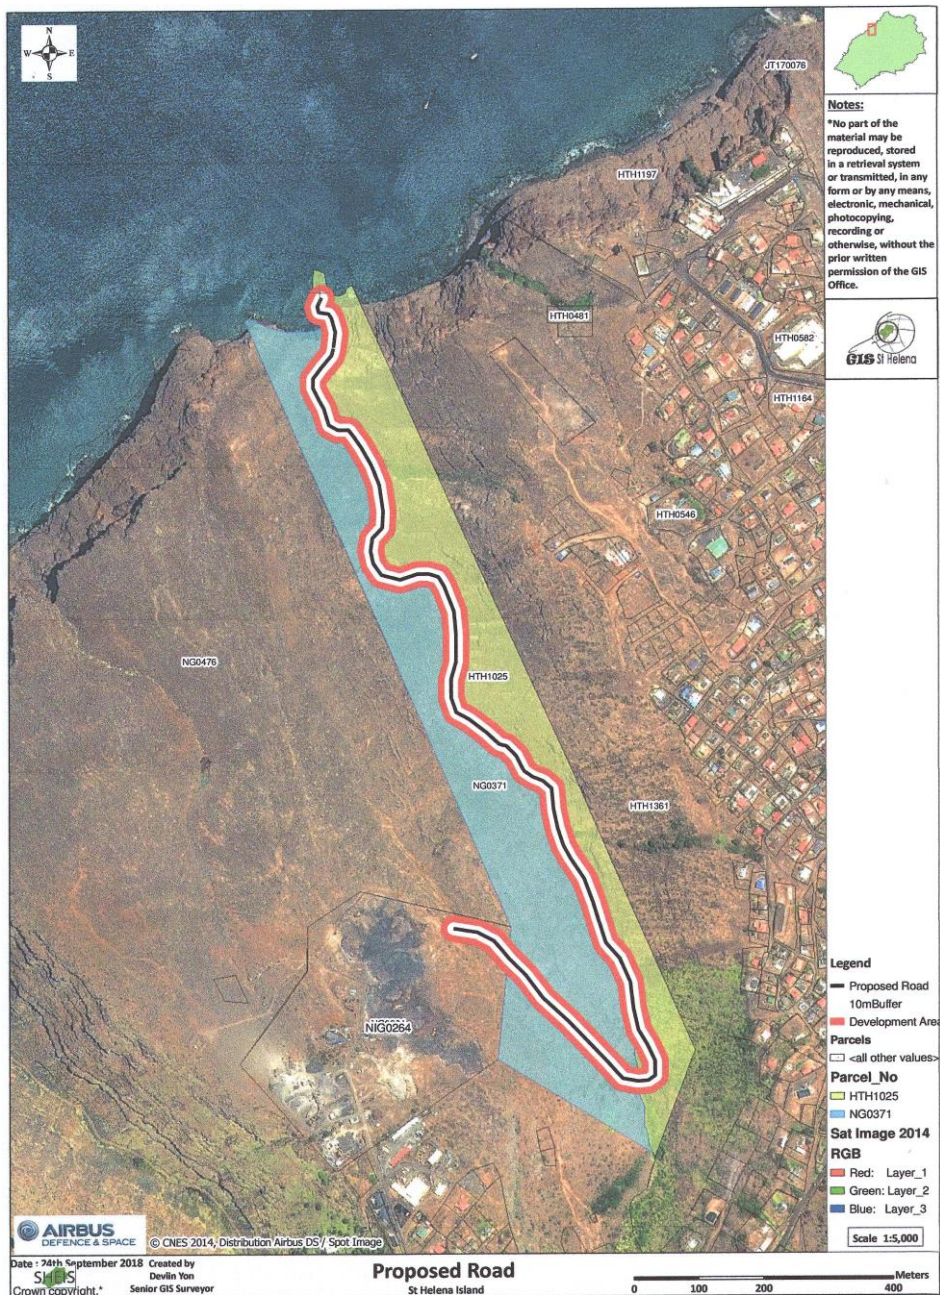 N
W E
S
JT170076
HTH1197
HTH0481
HTH0582
HTH1164
HTH0546
NG0476
HTH1025
NG0371
HTH1361
NIG0264
Notes:
*No part of the
material may be
reproduced, stored
in a retrieval system
or transmitted, in any
form or by any means,
electronic, mechanical,
photocopying,
recording or
otherwise, without the
prior written
permission of the GIS
Office.
GIS St Helena
Legend
Proposed Road
10mBuffer
Development Area
Parcels
<all other values>
Parcel_No
HTH1025
NG0371
Sat Image 2014
RGB
Red: Layer_1
Green: Layer_2
Blue: Layer_3
Scale 1:5,000
AIRBUS
DEFENCE & SPACE
© CNES 2014, Distribution Airbus DS / Spot Image
Date : 24th September 2018
SHEIS
Crown copyright.*
Created by
Devlin Yon
Senior GIS Surveyor
Proposed Road
St Helena Island
Meters
0 100 200 400